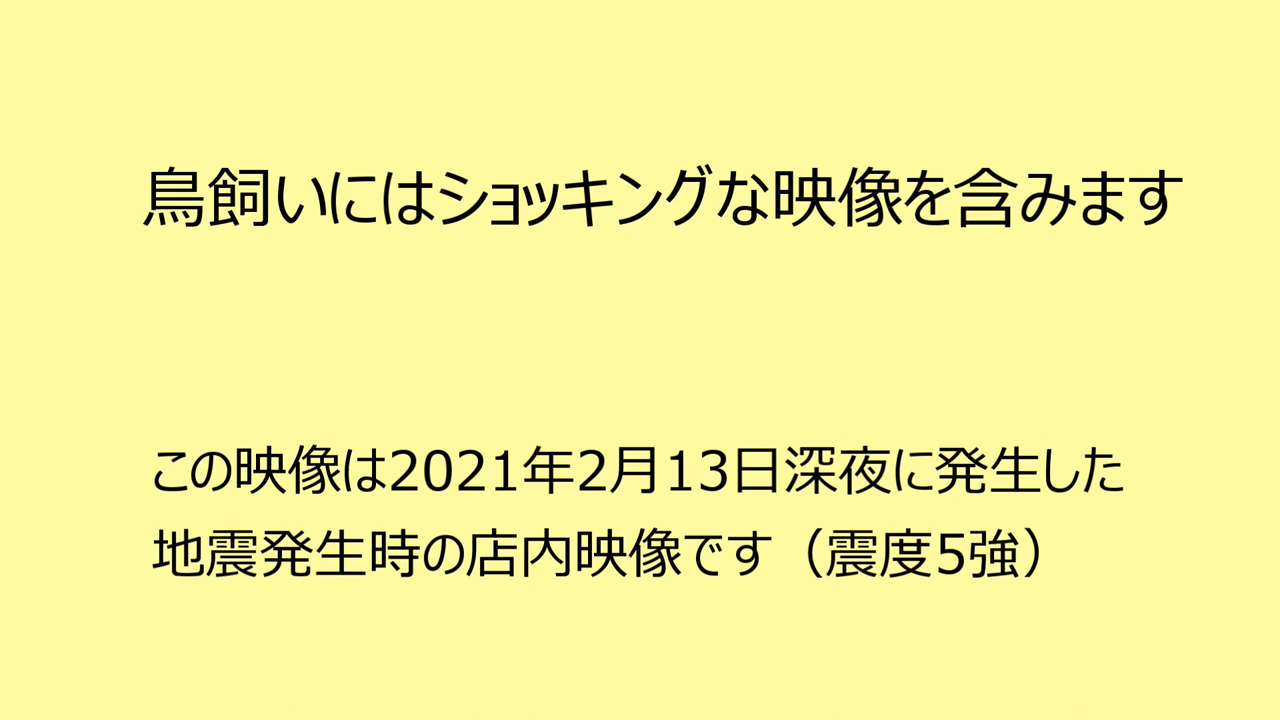 鳥飼いにはショッキングな映像を含みます
この映像は2021年2月13日深夜に発生した
地震発生時の店内映像です（震度5強）